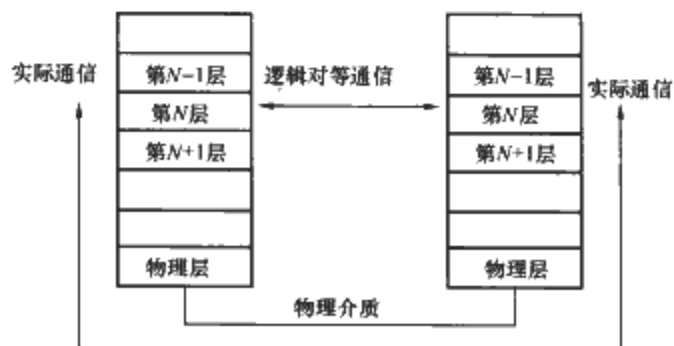 实际通信
第N-1层
逻辑对等通信
第N-1层
实际通信
第N层
第N层
第N+1层
第N+1层
物理层
物理层
物理介质